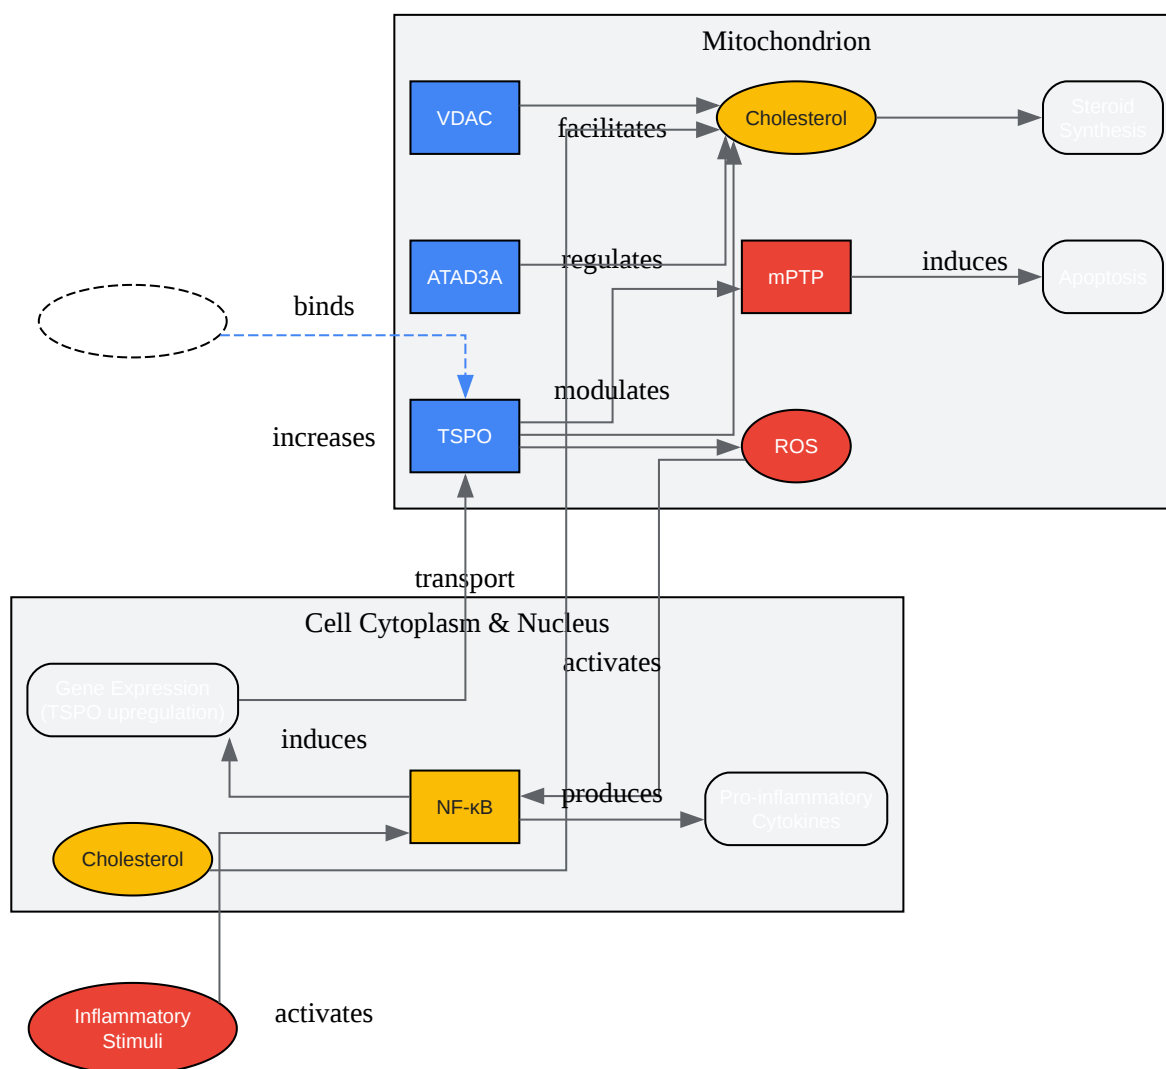 Mitochondrion
VDAC
facilitates
Cholesterol
Steroid
Synthesis
ATAD3A
regulates
mPTP
induces
Apoptosis
binds
modulates
increases
TSPO
ROS
transport
Cell Cytoplasm & Nucleus
activates
Gene Expression
(TSPO upregulation)
induces
NF-κB
produces
Pro-inflammatory
Cytokines
Cholesterol
Inflammatory
Stimuli
activates